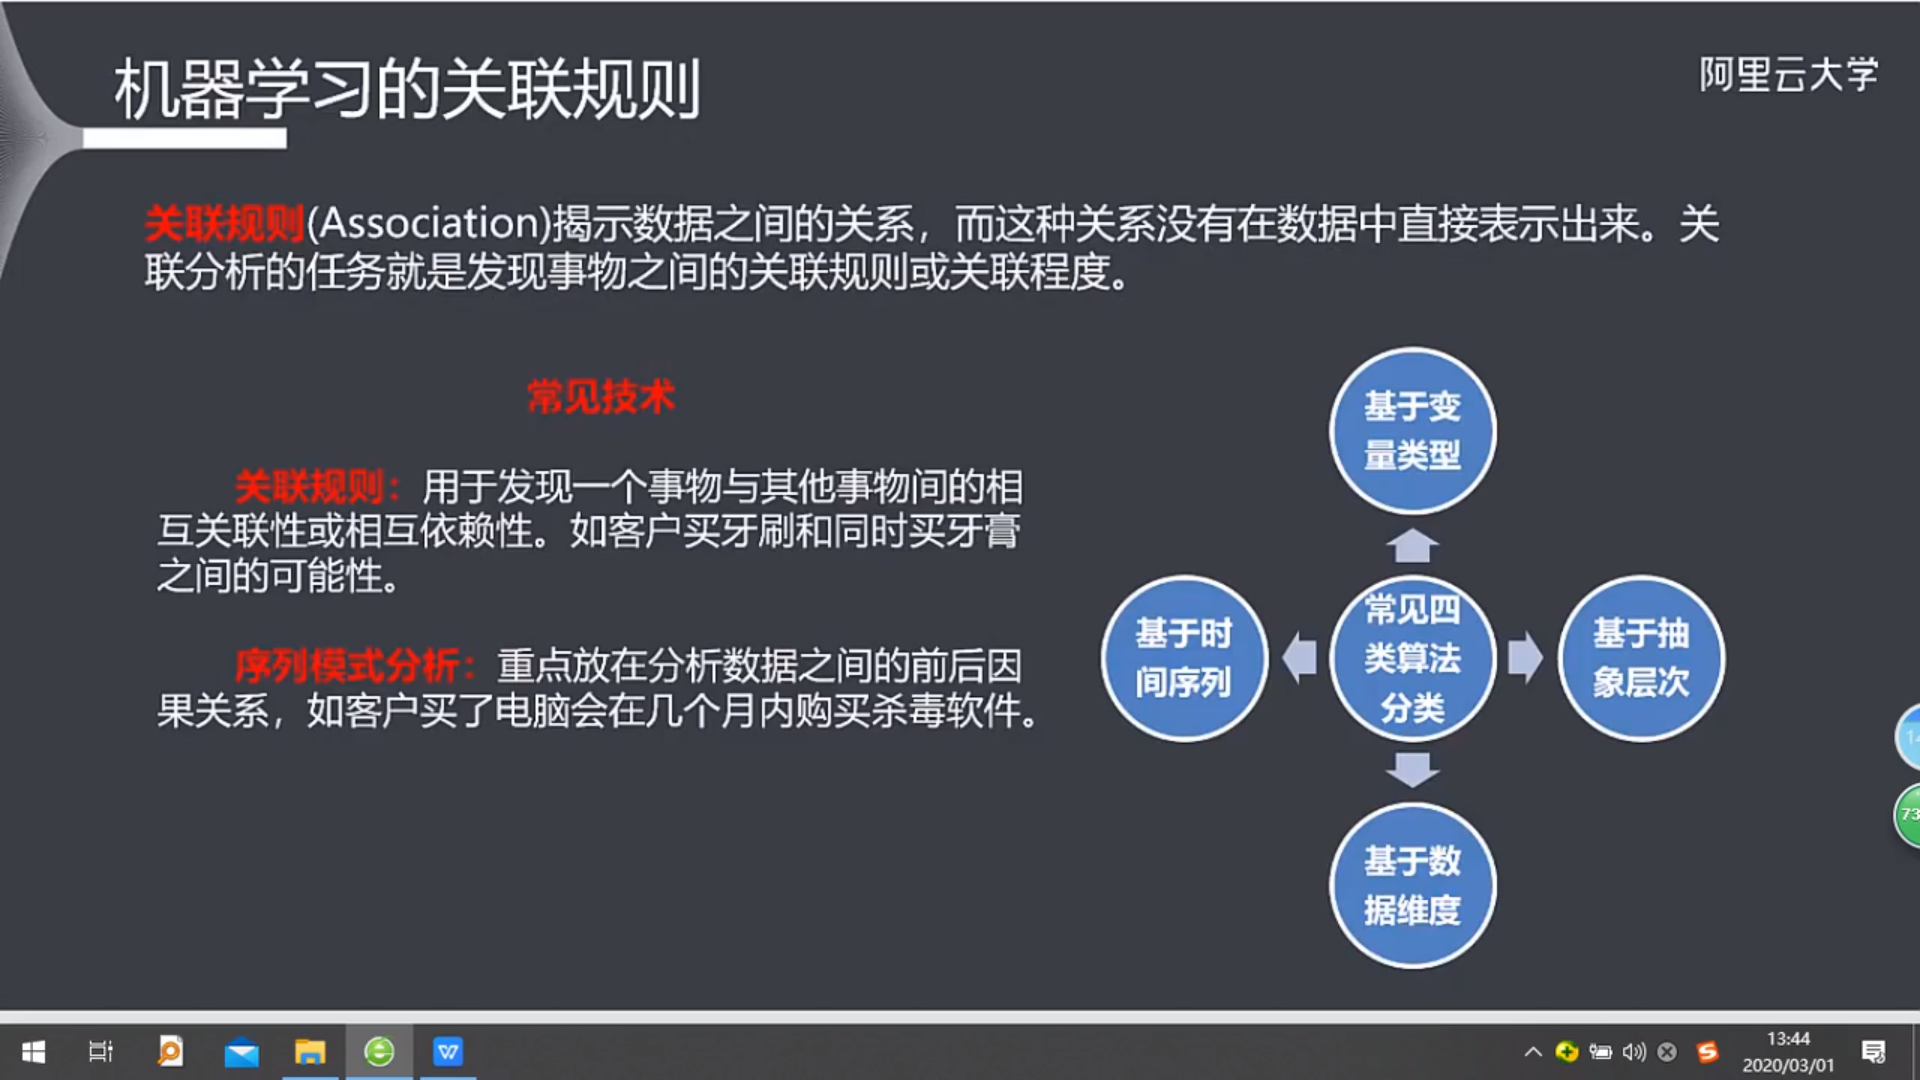 机器学习的关联规则
阿里云大学
关联规则(Association)揭示数据之间的关系，而这种关系没有在数据中直接表示出来。关
联分析的任务就是发现事物之间的关联规则或关联程度。
常见技术
关联规则：用于发现一个事物与其他事物间的相
互关联性或相互依赖性。如客户买牙刷和同时买牙膏
之间的可能性。
序列模式分析：重点放在分析数据之间的前后因
果关系，如客户买了电脑会在几个月内购买杀毒软件。
基于变
量类型
基于时
间序列
常见四
类算法
分类
基于抽
象层次
基于数
据维度
14
73
13:44
2020/03/01